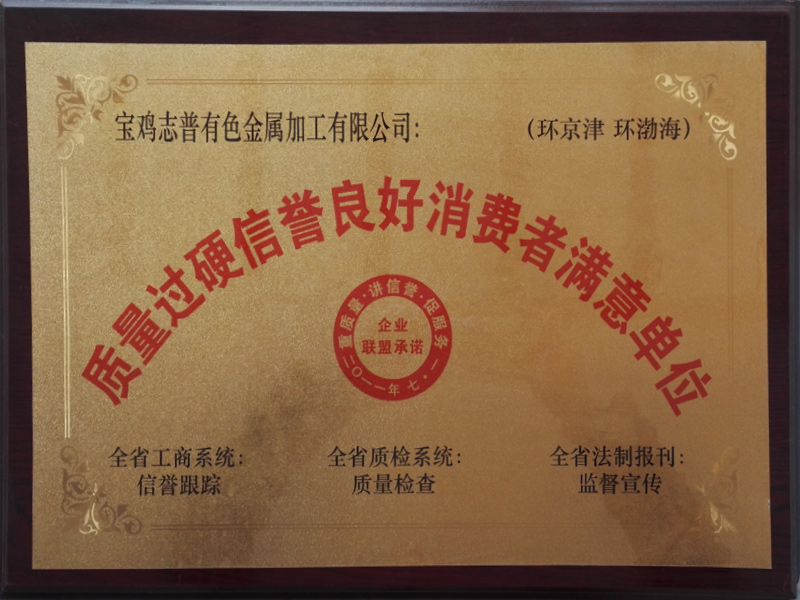 宝鸡志普有色金属加工有限公司：
（环京津 环渤海）
质量过硬信誉良好消费者满意单位
重质量·讲信誉·促服务
企业
联盟承诺
二〇一一年七·一
全省工商系统：
信誉跟踪
全省质检系统：
质量检查
全省法制报刊：
监督宣传